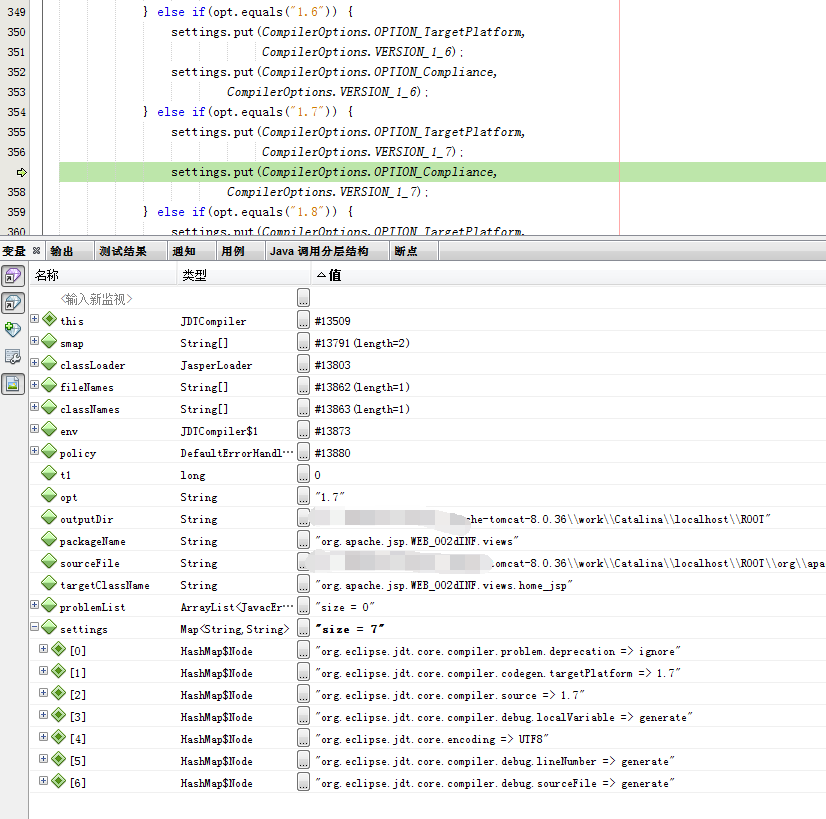 349 } else if(opt.equals("1.6")) {
350 settings.put(CompilerOptions.OPTION_TargetPlatform,
351 CompilerOptions.VERSION_1_6);
352 settings.put(CompilerOptions.OPTION_Compliance,
353 CompilerOptions.VERSION_1_6);
354 } else if(opt.equals("1.7")) {
355 settings.put(CompilerOptions.OPTION_TargetPlatform,
356 CompilerOptions.VERSION_1_7);
settings.put(CompilerOptions.OPTION_Compliance,
358 CompilerOptions.VERSION_1_7);
359 } else if(opt.equals("1.8")) {
360 settings.put(CompilerOptions.OPTION_TargetPlatform,
变量 输出 测试结果 通知 用例 Java 调用分层结构 断点
名称 类型 值
<输入新监视> ...
this JDTCompiler ... #13509
smap String[] ... #13791(length=2)
classLoader JasperLoader ... #13803
fileNames String[] ... #13862(length=1)
classNames String[] ... #13863(length=1)
env JDTCompiler$1 ... #13873
policy DefaultErrorHandl... ... #13880
t1 long ... 0
opt String ... "1.7"
outputDir String ... che-tomcat-8.0.36\\work\\Catalina\\localhost\\ROOT"
packageName String ... "org.apache.jsp.WEB_002dINF.views"
sourceFile String ... tomcat-8.0.36\\work\\Catalina\\localhost\\ROOT\\org\\apa
targetClassName String ... "org.apache.jsp.WEB_002dINF.views.home_jsp"
problemList ArrayList<JavacEr... ... "size = 0"
settings Map<String,String> ... "size = 7"
[0] HashMap$Node ... "org.eclipse.jdt.core.compiler.problem.deprecation => ignore"
[1] HashMap$Node ... "org.eclipse.jdt.core.compiler.codegen.targetPlatform => 1.7"
[2] HashMap$Node ... "org.eclipse.jdt.core.compiler.source => 1.7"
[3] HashMap$Node ... "org.eclipse.jdt.core.compiler.debug.localVariable => generate"
[4] HashMap$Node ... "org.eclipse.jdt.core.encoding => UTF8"
[5] HashMap$Node ... "org.eclipse.jdt.core.compiler.debug.lineNumber => generate"
[6] HashMap$Node ... "org.eclipse.jdt.core.compiler.debug.sourceFile => generate"